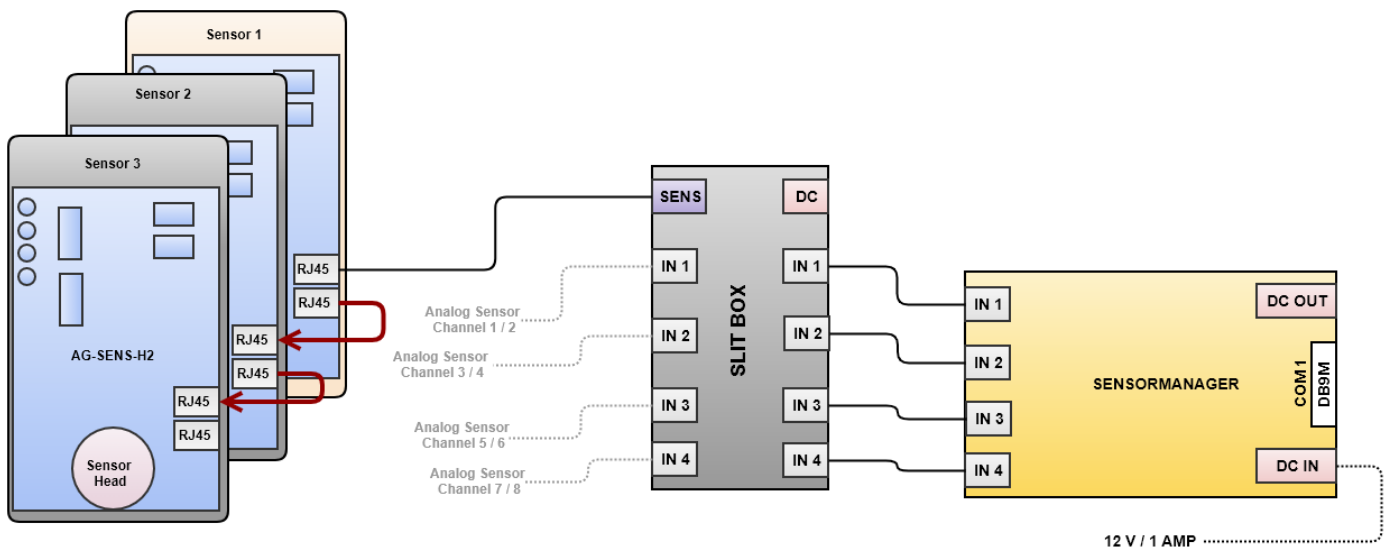 Sensor 1
Sensor 2
Sensor 3
AG-SENS-H2
Sensor
Head
RJ45
RJ45
RJ45
RJ45
RJ45
RJ45
Analog Sensor
Channel 1 / 2
Analog Sensor
Channel 3 / 4
Analog Sensor
Channel 5 / 6
Analog Sensor
Channel 7 / 8
SENS
IN 1
IN 2
IN 3
IN 4
SLIT BOX
DC
IN 1
IN 2
IN 3
IN 4
IN 1
IN 2
IN 3
IN 4
SENSORMANAGER
DC OUT
COM1
DB9M
DC IN
12 V / 1 AMP